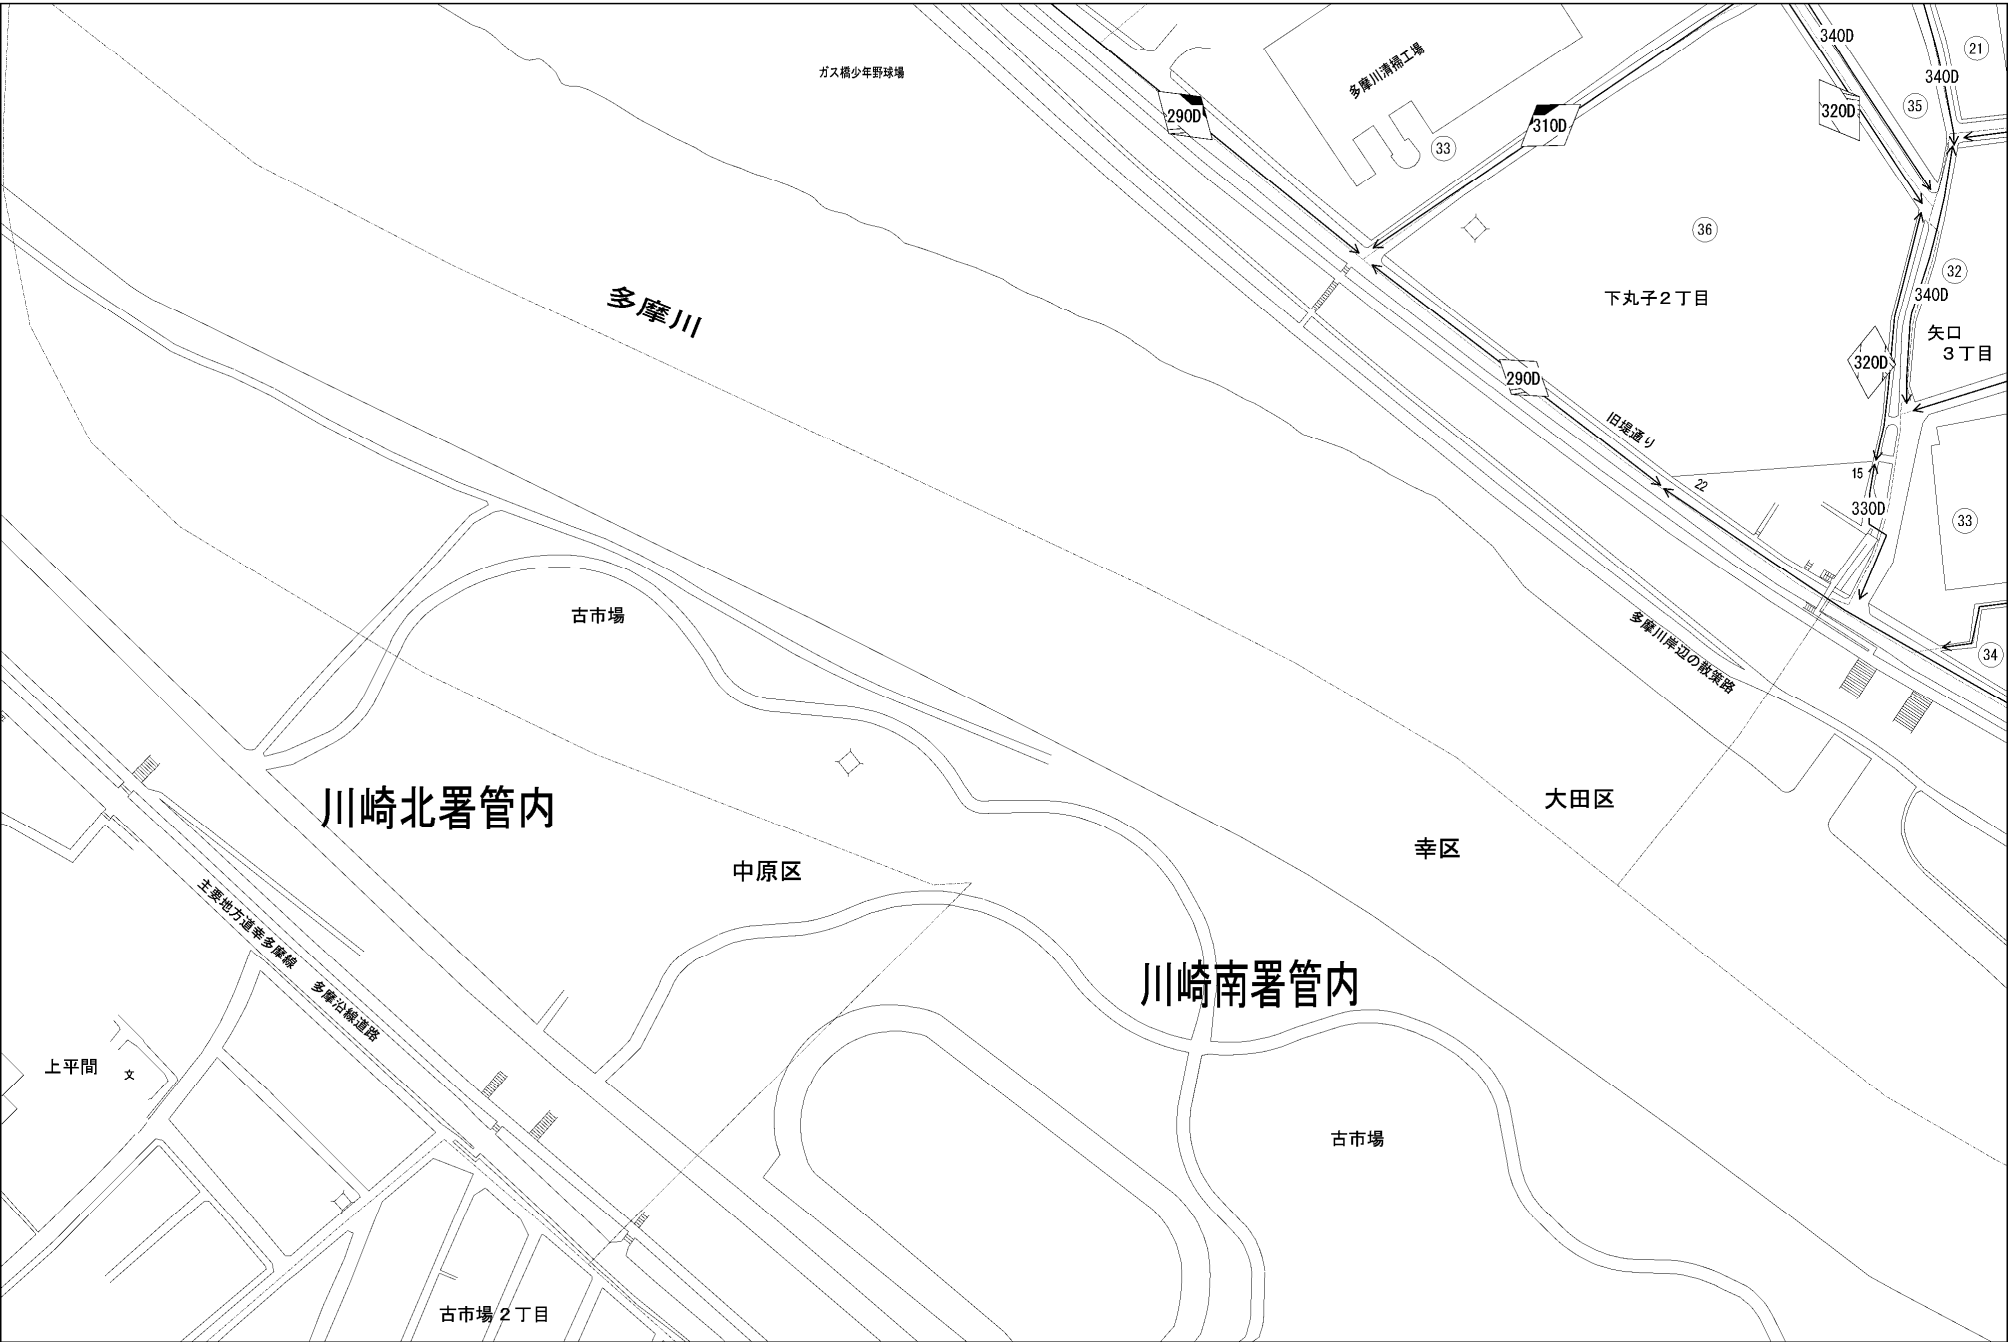 340D
21
ガス橋少年野球場
多摩川清掃工場
340D
35
290D
310D
320D
33
36
32
多摩川
下丸子2丁目
340D
矢口
3丁目
320D
290D
旧堤通り
15
22
330D
33
古市場
多摩川岸辺の散策路
34
川崎北署管内
大田区
幸区
中原区
主要地方道幸多摩線
多摩沿線道路
川崎南署管内
上平間
文
古市場
古市場2丁目